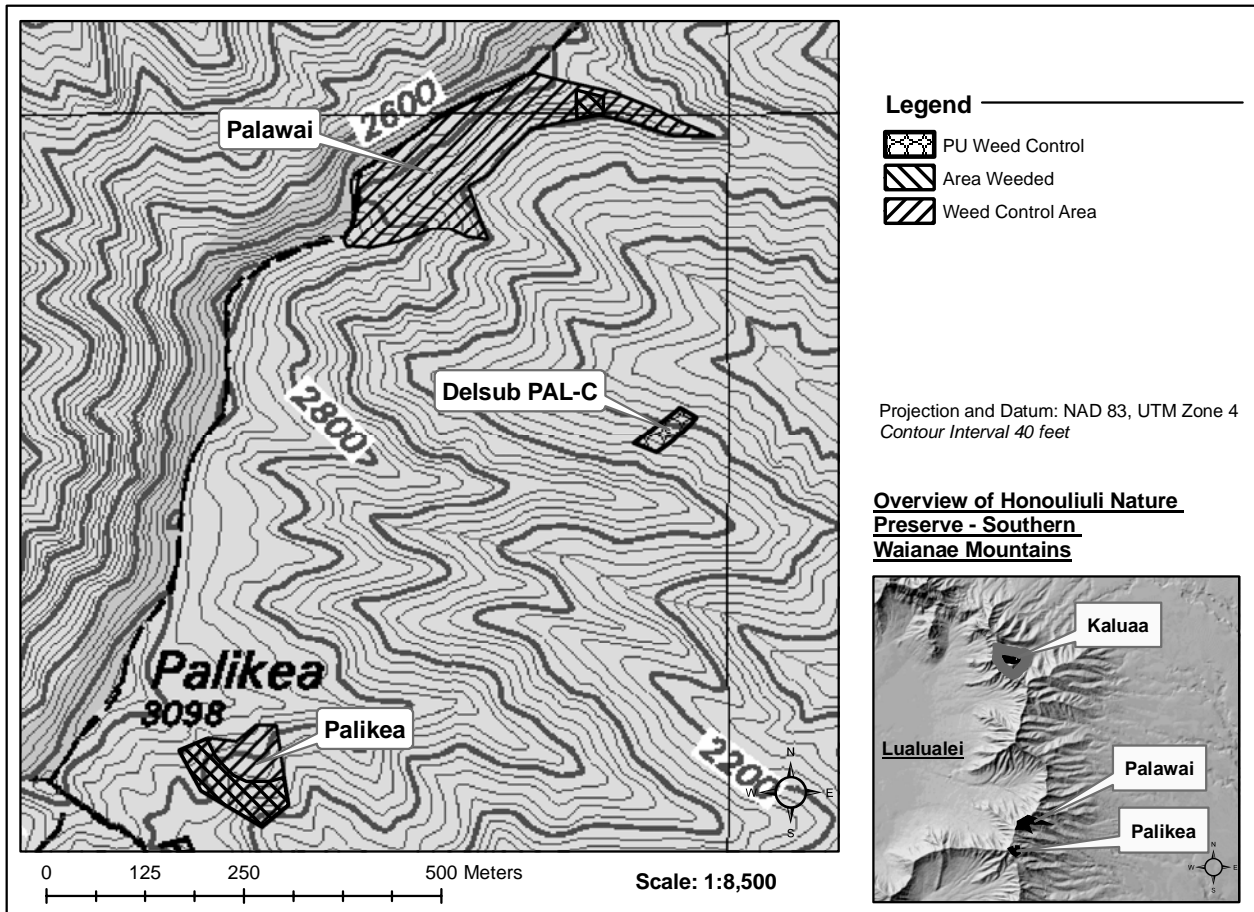 2600
Palawai
Delsub PAL-C
2800
Palikea
3098
Palikea
2200
N
W E
S
0 125 250 500 Meters
Scale: 1:8,500
Legend
PU Weed Control
Area Weeded
Weed Control Area
Projection and Datum: NAD 83, UTM Zone 4
Contour Interval 40 feet
Overview of Honouliuli Nature
Preserve - Southern
Waianae Mountains
Kaluaa
Lualualei
Palawai
Palikea
N
W E
S